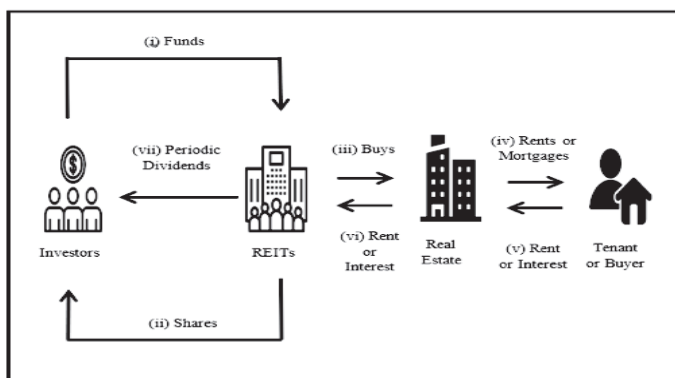 (i) Funds
(vii) Periodic
Dividends
(iii) Buys
(iv) Rents or
Mortgages
$
Investors
REITs
(vi) Rent
or
Interest
Real
Estate
(v) Rent
or Interest
Tenant
or Buyer
(ii) Shares